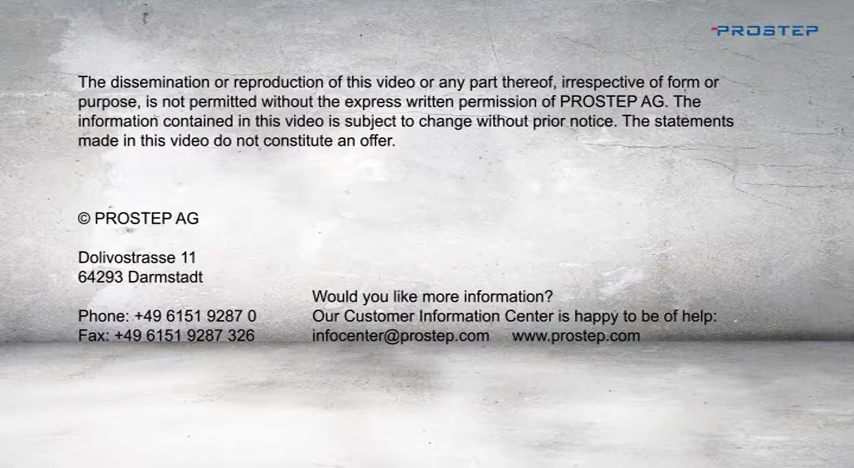 PROSTEP
The dissemination or reproduction of this video or any part thereof, irrespective of form or
purpose, is not permitted without the express written permission of PROSTEP AG. The
information contained in this video is subject to change without prior notice. The statements
made in this video do not constitute an offer.
© PROSTEP AG
Dolivostrasse 11
64293 Darmstadt
Phone: +49 6151 9287 0
Fax: +49 6151 9287 326
Would you like more information?
Our Customer Information Center is happy to be of help:
infocenter@prostep.com www.prostep.com